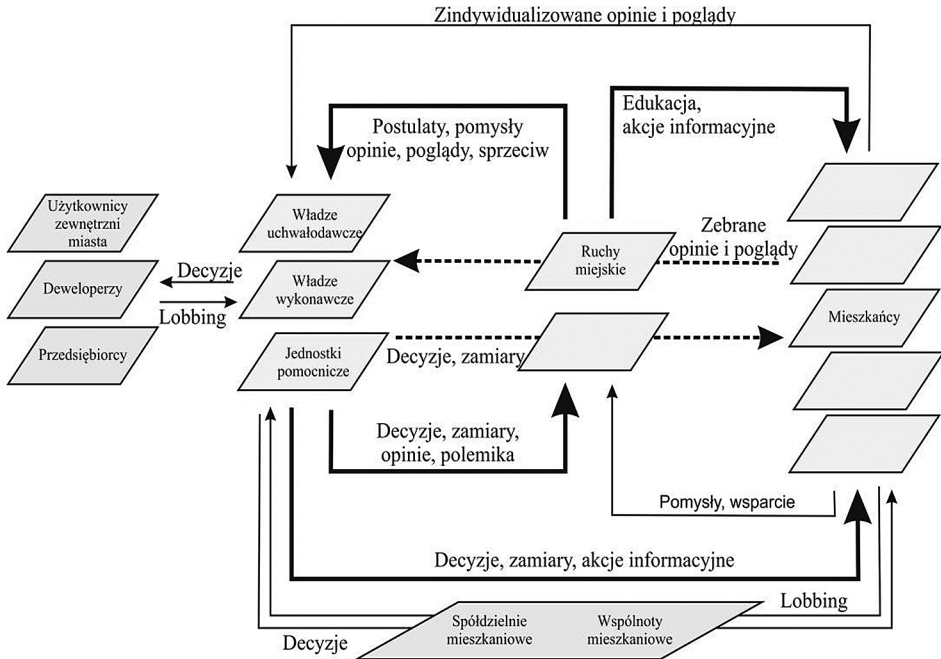 Zindywidualizowane opinie i poglądy
Edukacja,
akcje informacyjne
Postulaty, pomysły
opinie, poglądy, sprzeciw
Użytkownicy
zewnętrzni
miasta
Władze
uchwałodawcze
Ruchy
miejskie
Zebrane
opinie i poglądy
Decyzje
Deweloperzy
Władze
wykonawcze
Lobbing
Mieszkańcy
Przedsiębiorcy
Jednostki
pomocnicze
Decyzje, zamiary
Decyzje, zamiary,
opinie, polemika
Pomysły, wsparcie
Decyzje, zamiary, akcje informacyjne
Lobbing
Spółdzielnie
mieszkaniowe
Wspólnoty
mieszkaniowe
Decyzje